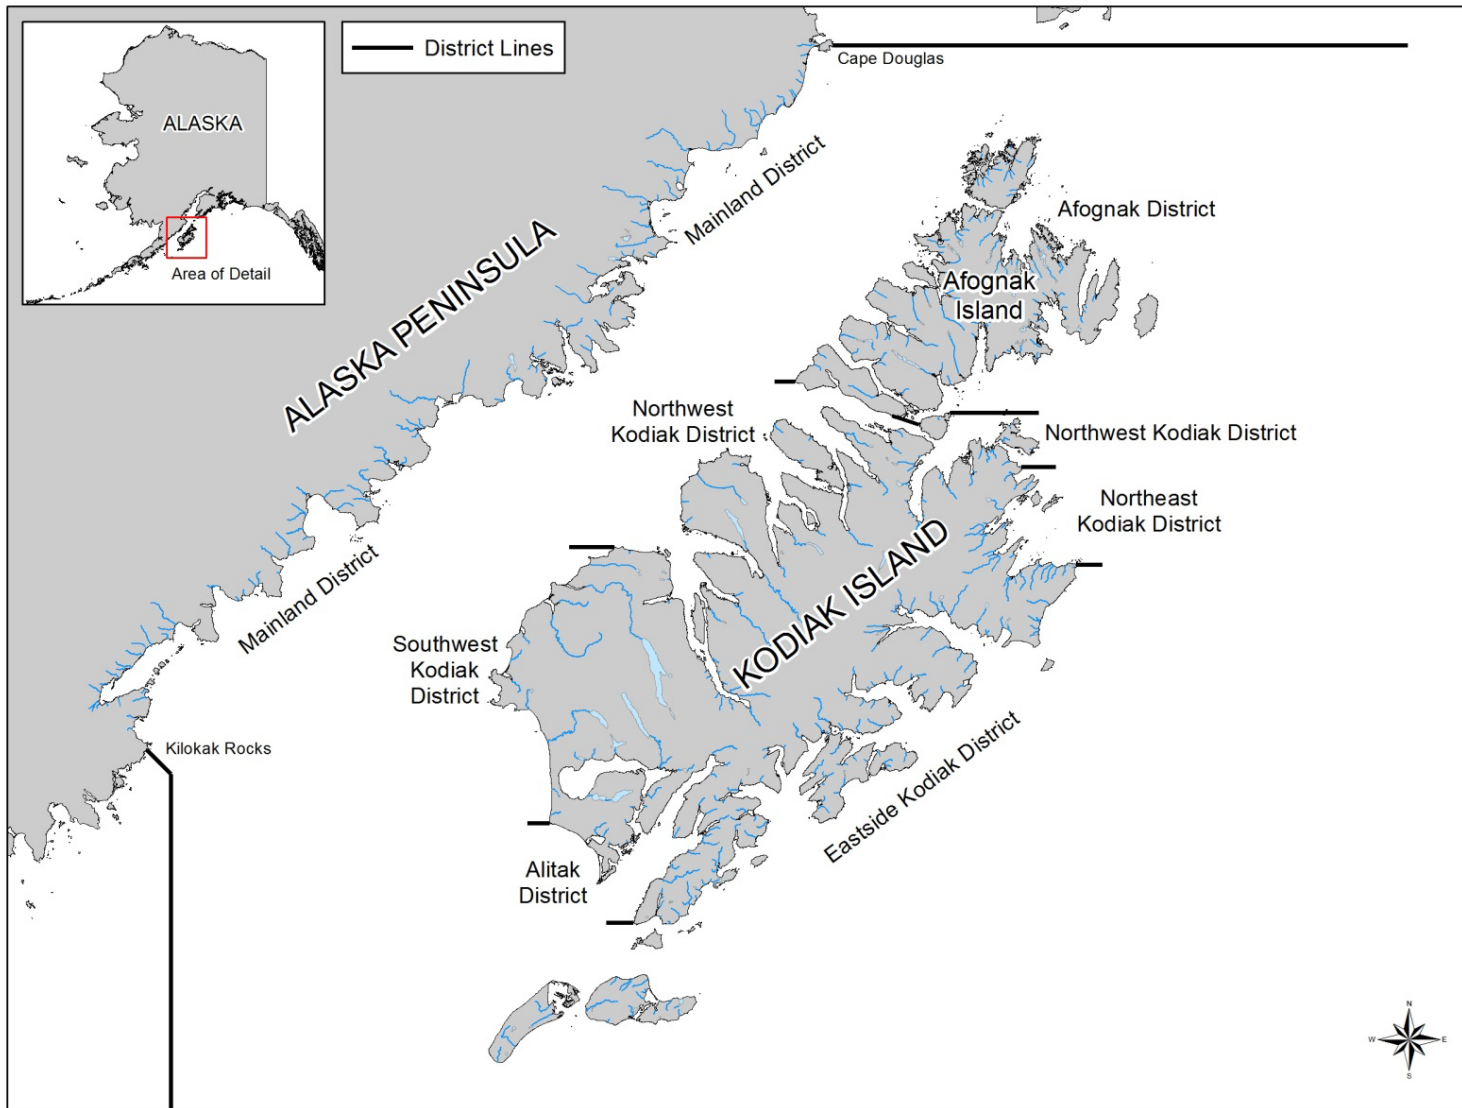 ALASKA
Area of Detail
District Lines
Cape Douglas
Mainland District
Afognak District
ALASKA PENINSULA
Afognak
Island
Northwest
Kodiak District
Northwest Kodiak District
Northeast
Kodiak District
KODIAK ISLAND
Mainland District
Southwest
Kodiak
District
Kilokak Rocks
Eastside Kodiak District
Alitak
District
N
W
E
S